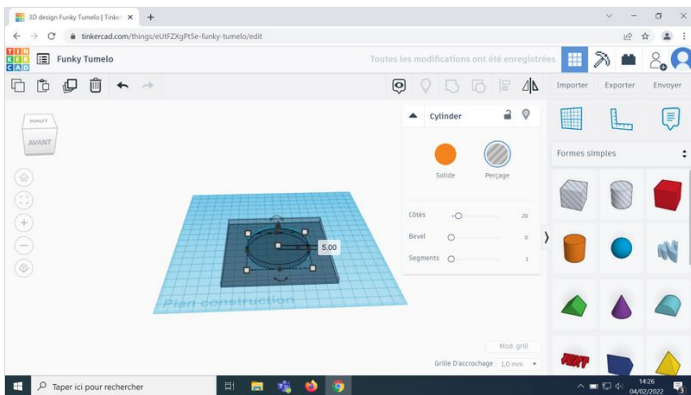 3D design Funky Tumelo | Tinker
tinkercad.com/things/eUtFZXgPt5e-funky-tumelo/edit
TIN
KER
CAD
Funky Tumelo
Toutes les modifications ont été enregistrées
Importer
Exporter
Envoyer
HAUT
AVANT
Cylinder
Solide
Perçage
Côtés
20
Bevel
0
Segments
1
Formes simples
5.00
Plan construction
Mod. grill.
Grille D'accrochage
1,0 mm
Taper ici pour rechercher
14:26
04/02/2022